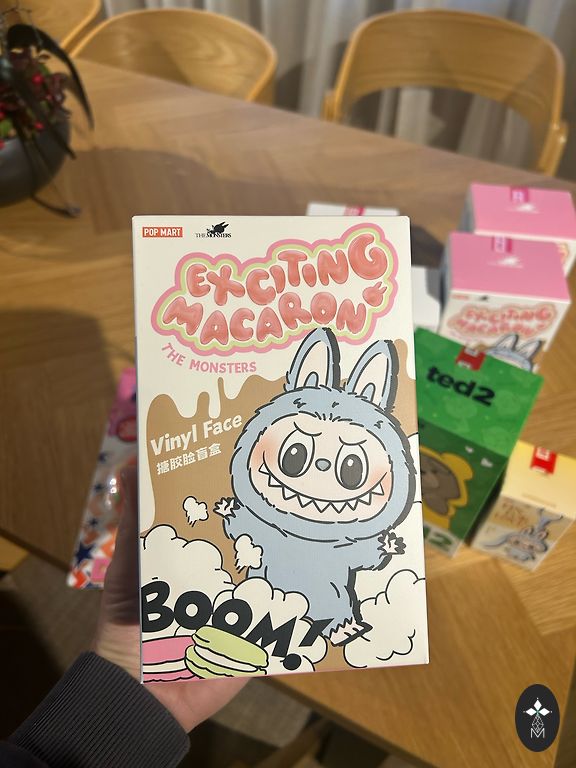 POP MART
THE MONSTERS
EXCITING
MACARON
THE MONSTERS
Vinyl Face
搪胶脸盲盒
BOOM!
EXCITING
MACARON
ted2
M